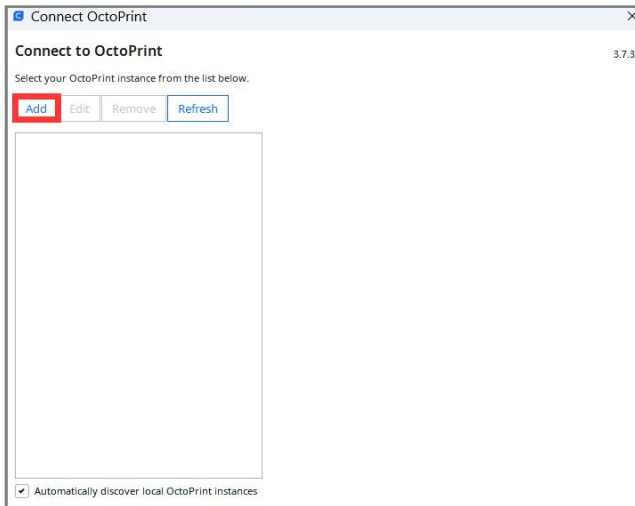 Connect OctoPrint
Connect to OctoPrint
3.7.3
Select your OctoPrint instance from the list below.
Add Edit Remove Refresh
Automatically discover local OctoPrint instances